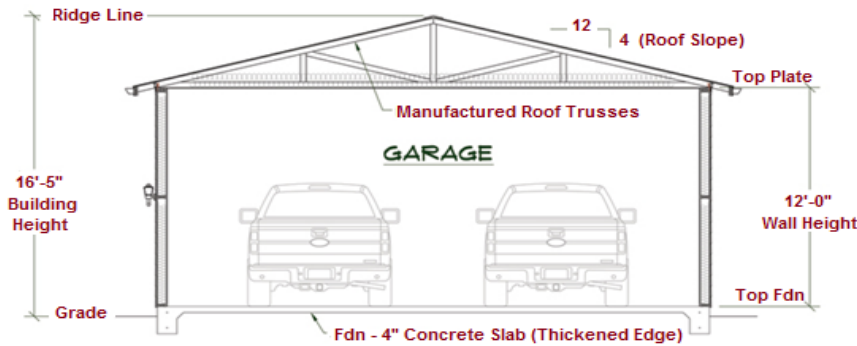 Ridge Line
12
4 (Roof Slope)
Top Plate
Manufactured Roof Trusses
GARAGE
16'-5"
Building
Height
12'-0"
Wall Height
Top Fdn
Grade
Fdn - 4" Concrete Slab (Thickened Edge)